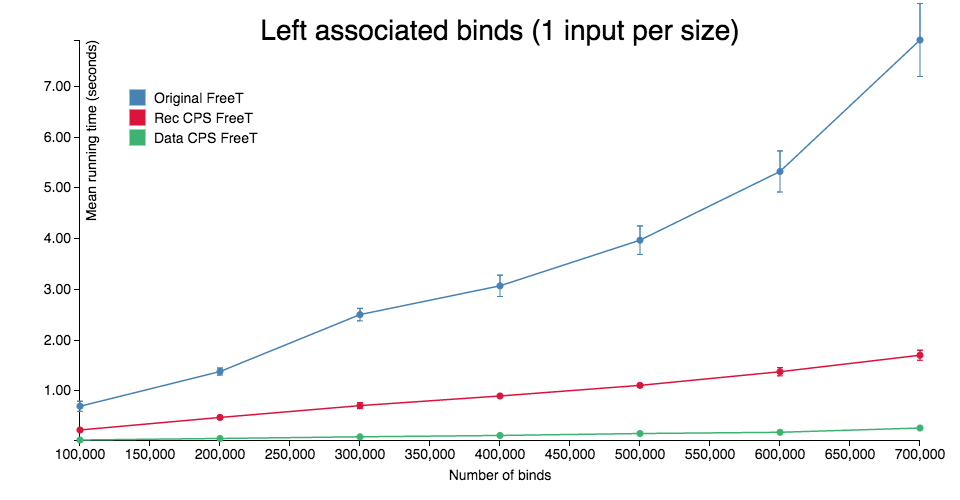 Left associated binds (1 input per size)
Mean running time (seconds)
7.00
6.00
5.00
4.00
3.00
2.00
1.00
Original FreeT
Rec CPS FreeT
Data CPS FreeT
100,000 150,000 200,000 250,000 300,000 350,000 400,000 450,000 500,000 550,000 600,000 650,000 700,000
Number of binds